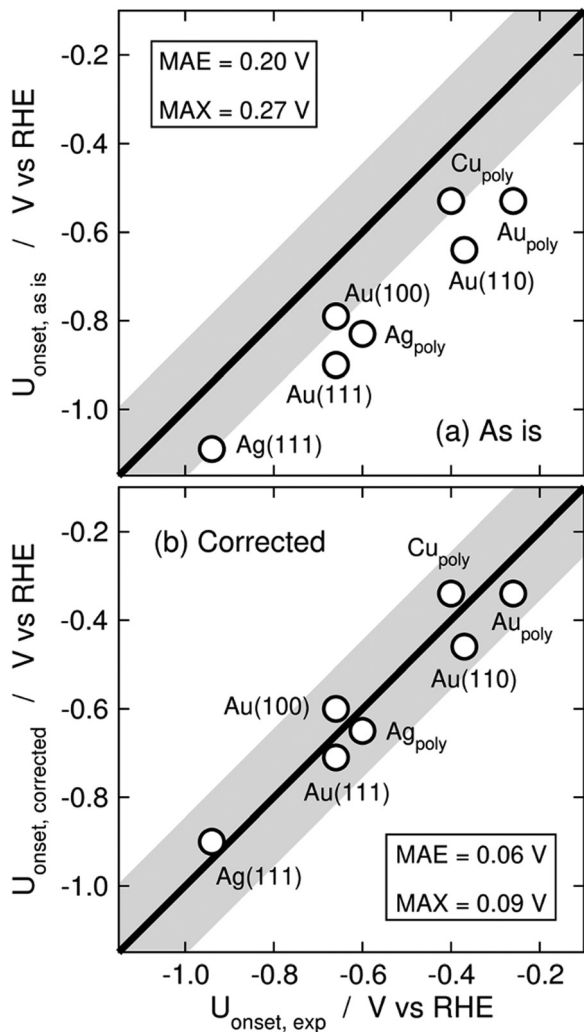 MAE = 0.20 V
MAX = 0.27 V
U_onset, as is / V vs RHE
-0.2
-0.4
-0.6
-0.8
-1.0
Cu_poly
Au_poly
Au(110)
Au(100)
Ag_poly
Au(111)
Ag(111)
(a) As is
(b) Corrected
U_onset, corrected / V vs RHE
-0.2
-0.4
-0.6
-0.8
-1.0
Cu_poly
Au_poly
Au(110)
Au(100)
Ag_poly
Au(111)
Ag(111)
MAE = 0.06 V
MAX = 0.09 V
-1.0 -0.8 -0.6 -0.4 -0.2
U_onset, exp / V vs RHE